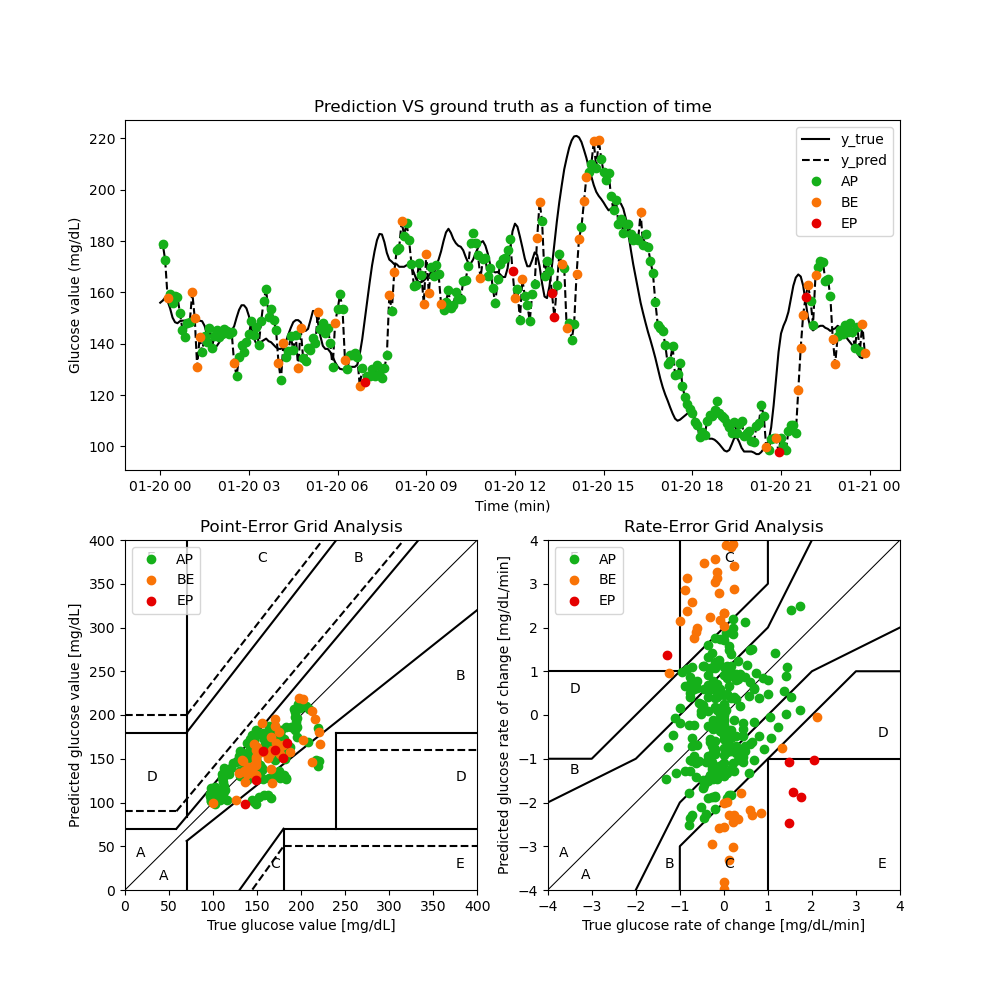 Prediction VS ground truth as a function of time
Glucose value (mg/dL)
220
200
180
160
140
120
100
y_true
y_pred
AP
BE
EP
01-20 00 01-20 03 01-20 06 01-20 09 01-20 12 01-20 15 01-20 18 01-20 21 01-21 00
Time (min)
Point-Error Grid Analysis
Predicted glucose value [mg/dL]
400
350
300
250
200
150
100
50
0
AP
BE
EP
C
B
B
D
D
A
A
C
E
0 50 100 150 200 250 300 350 400
True glucose value [mg/dL]
Rate-Error Grid Analysis
Predicted glucose rate of change [mg/dL/min]
4
3
2
1
0
−1
−2
−3
−4
AP
BE
EP
C
D
D
B
A
A
B
C
E
−4 −3 −2 −1 0 1 2 3 4
True glucose rate of change [mg/dL/min]